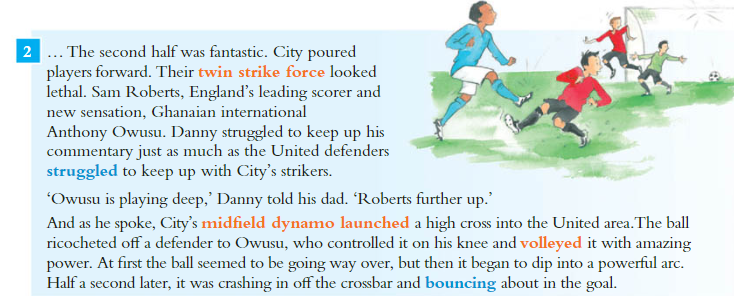 2 … The second half was fantastic. City poured
players forward. Their twin strike force looked
lethal. Sam Roberts, England’s leading scorer and
new sensation, Ghanaian international
Anthony Owusu. Danny struggled to keep up his
commentary just as much as the United defenders
struggled to keep up with City’s strikers.
‘Owusu is playing deep,’ Danny told his dad. ‘Roberts further up.’
And as he spoke, City’s midfield dynamo launched a high cross into the United area.The ball
ricocheted off a defender to Owusu, who controlled it on his knee and volleyed it with amazing
power. At first the ball seemed to be going way over, but then it began to dip into a powerful arc.
Half a second later, it was crashing in off the crossbar and bouncing about in the goal.